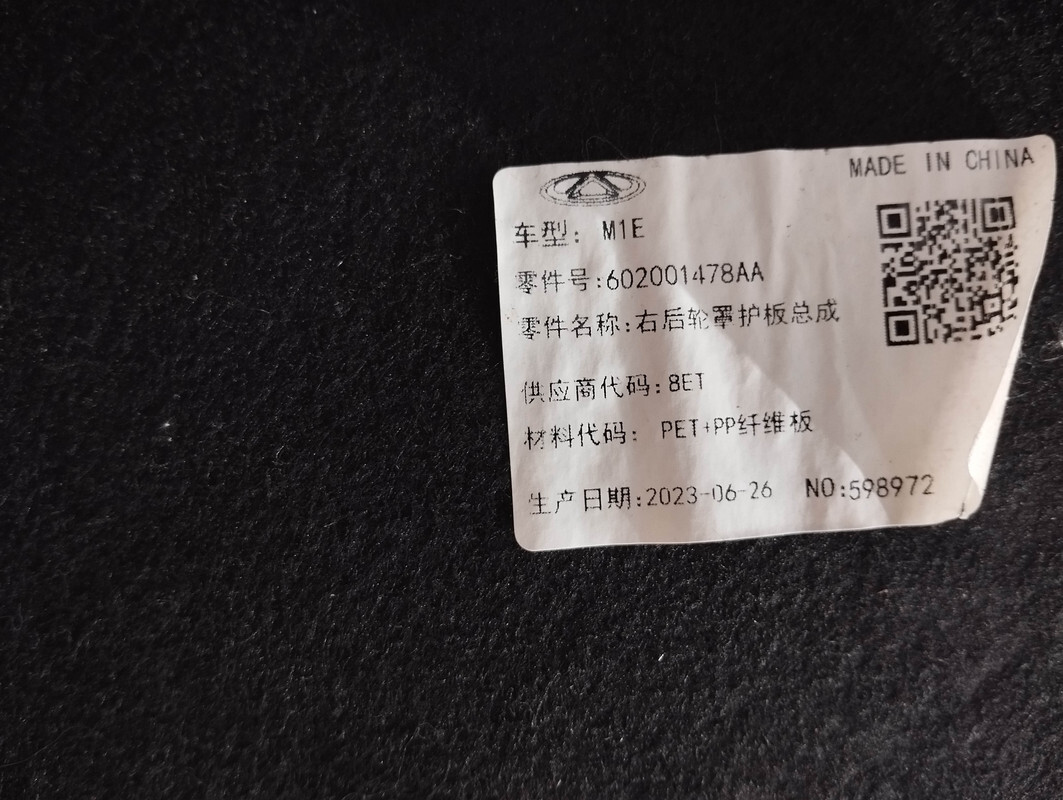 MADE IN CHINA
车型: M1E
零件号:602001478AA
零件名称:右后轮罩护板总成
供应商代码:8ET
材料代码: PET+PP纤维板
生产日期:2023-06-26 NO:598972